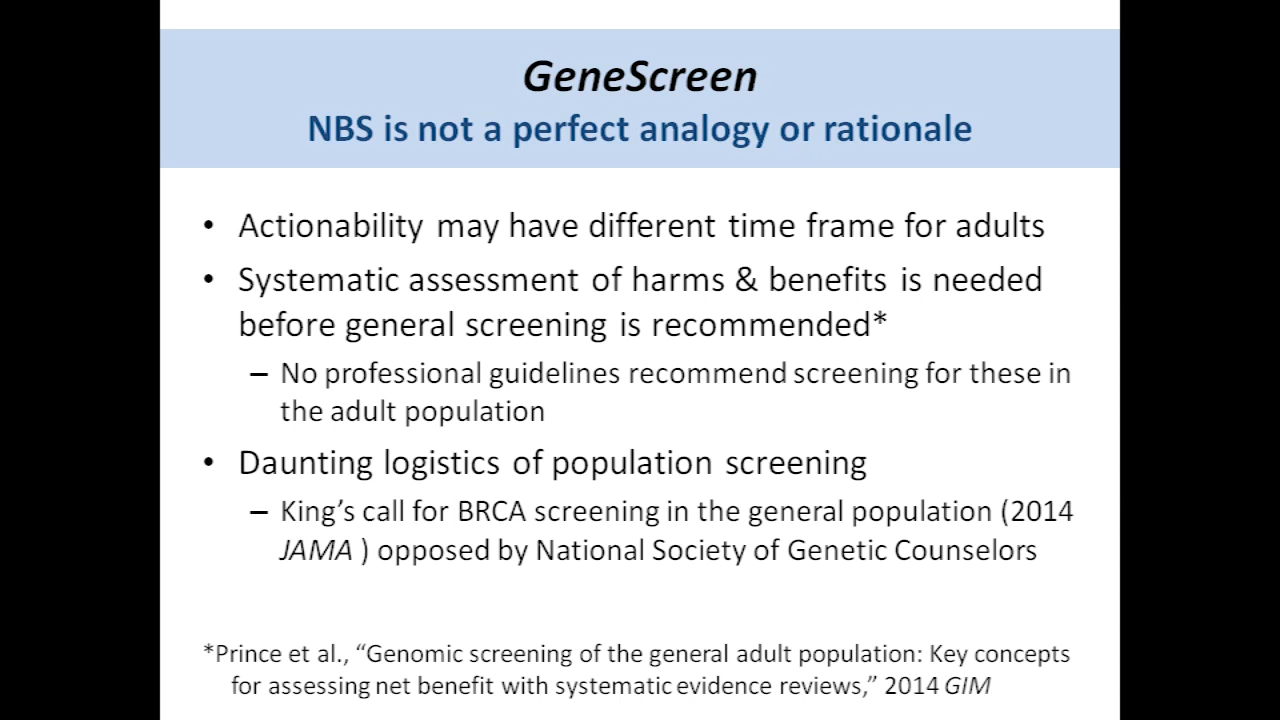 GeneScreen
NBS is not a perfect analogy or rationale
• Actionability may have different time frame for adults
• Systematic assessment of harms & benefits is needed
before general screening is recommended*
– No professional guidelines recommend screening for these in
the adult population
• Daunting logistics of population screening
– King’s call for BRCA screening in the general population (2014
JAMA ) opposed by National Society of Genetic Counselors
*Prince et al., “Genomic screening of the general adult population: Key concepts
for assessing net benefit with systematic evidence reviews,” 2014 GIM